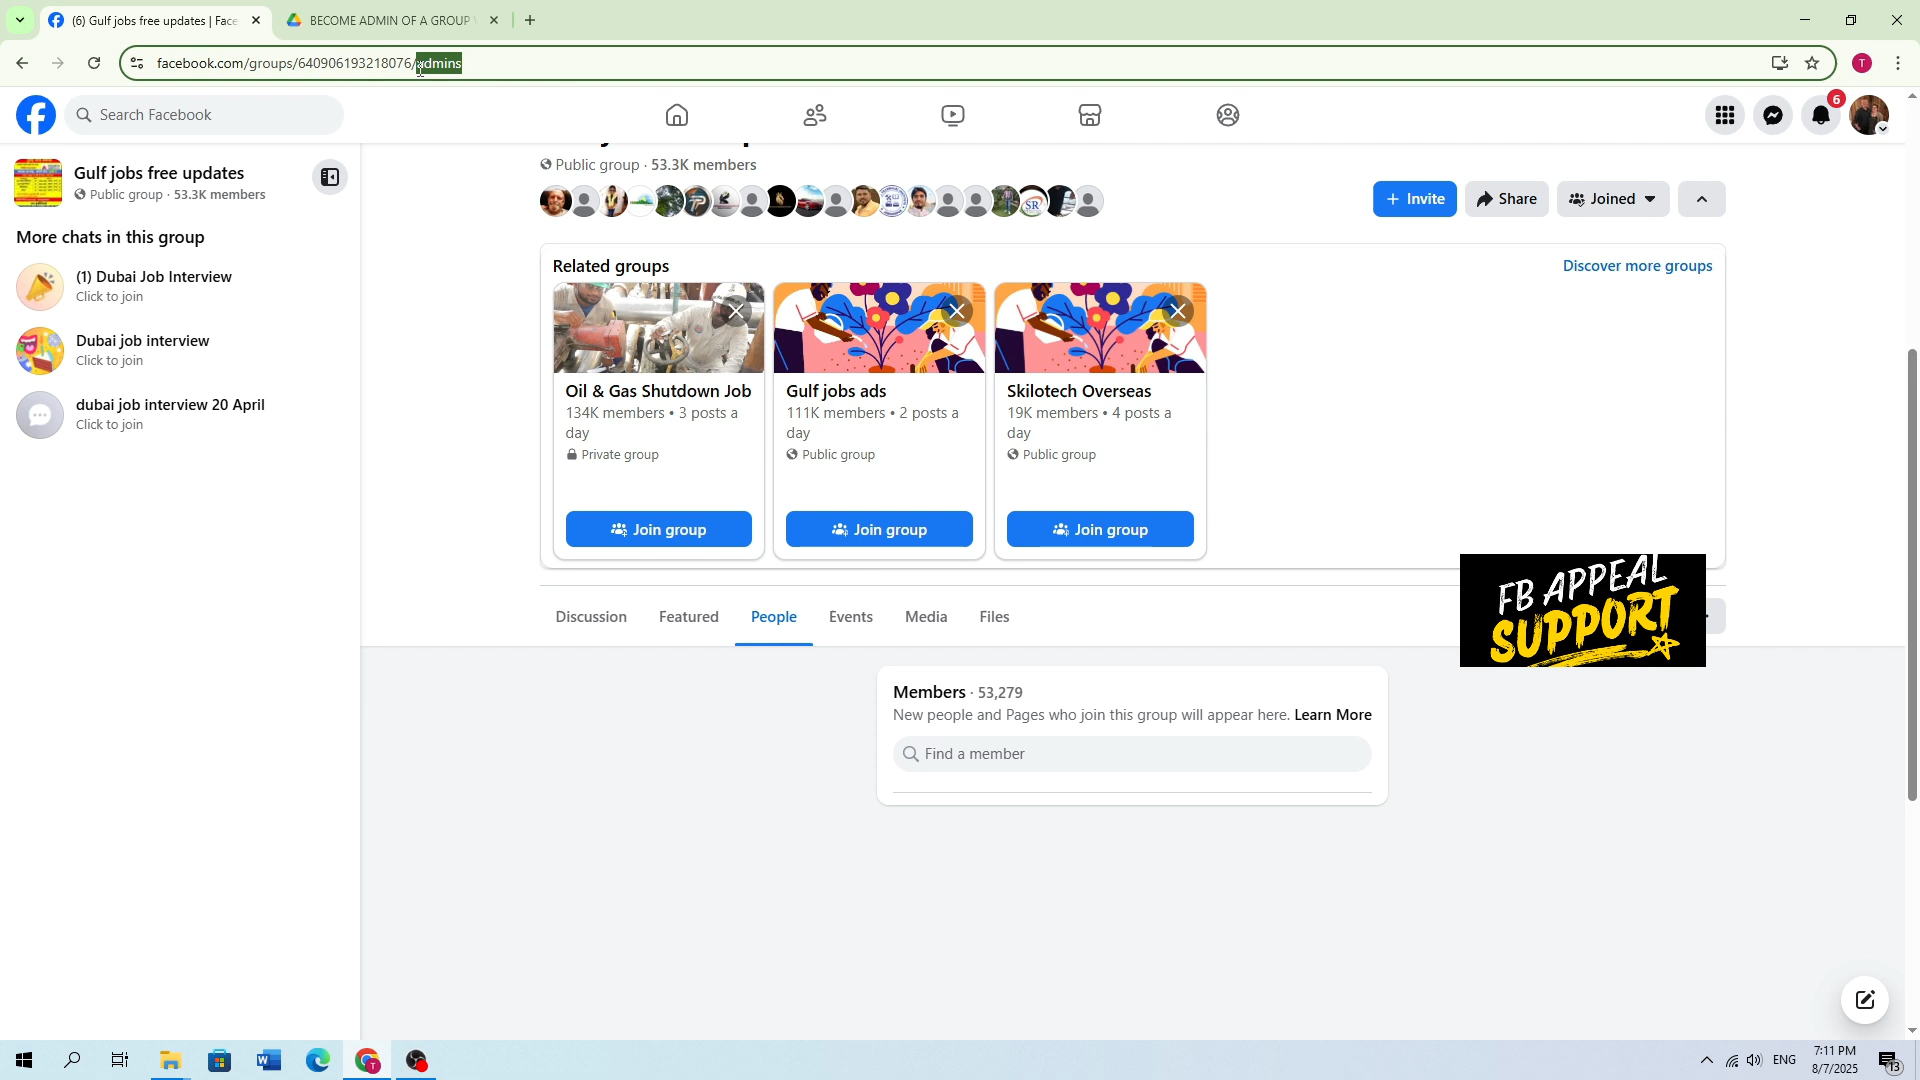 (6) Gulf jobs free updates | Face
BECOME ADMIN OF A GROUP
facebook.com/groups/640906193218076/admins
T
Search Facebook
6
Gulf jobs free updates
Public group · 53.3K members
More chats in this group
(1) Dubai Job Interview
Click to join
Dubai job interview
Click to join
dubai job interview 20 April
Click to join
Public group · 53.3K members
SR
+ Invite
Share
Joined
Related groups
Discover more groups
Oil & Gas Shutdown Job
134K members • 3 posts a
day
Private group
Join group
Gulf jobs ads
111K members • 2 posts a
day
Public group
Join group
Skilotech Overseas
19K members • 4 posts a
day
Public group
Join group
FB APPEAL
SUPPORT
Discussion
Featured
People
Events
Media
Files
Members · 53,279
New people and Pages who join this group will appear here. Learn More
Find a member
ENG
7:11 PM
8/7/2025
13